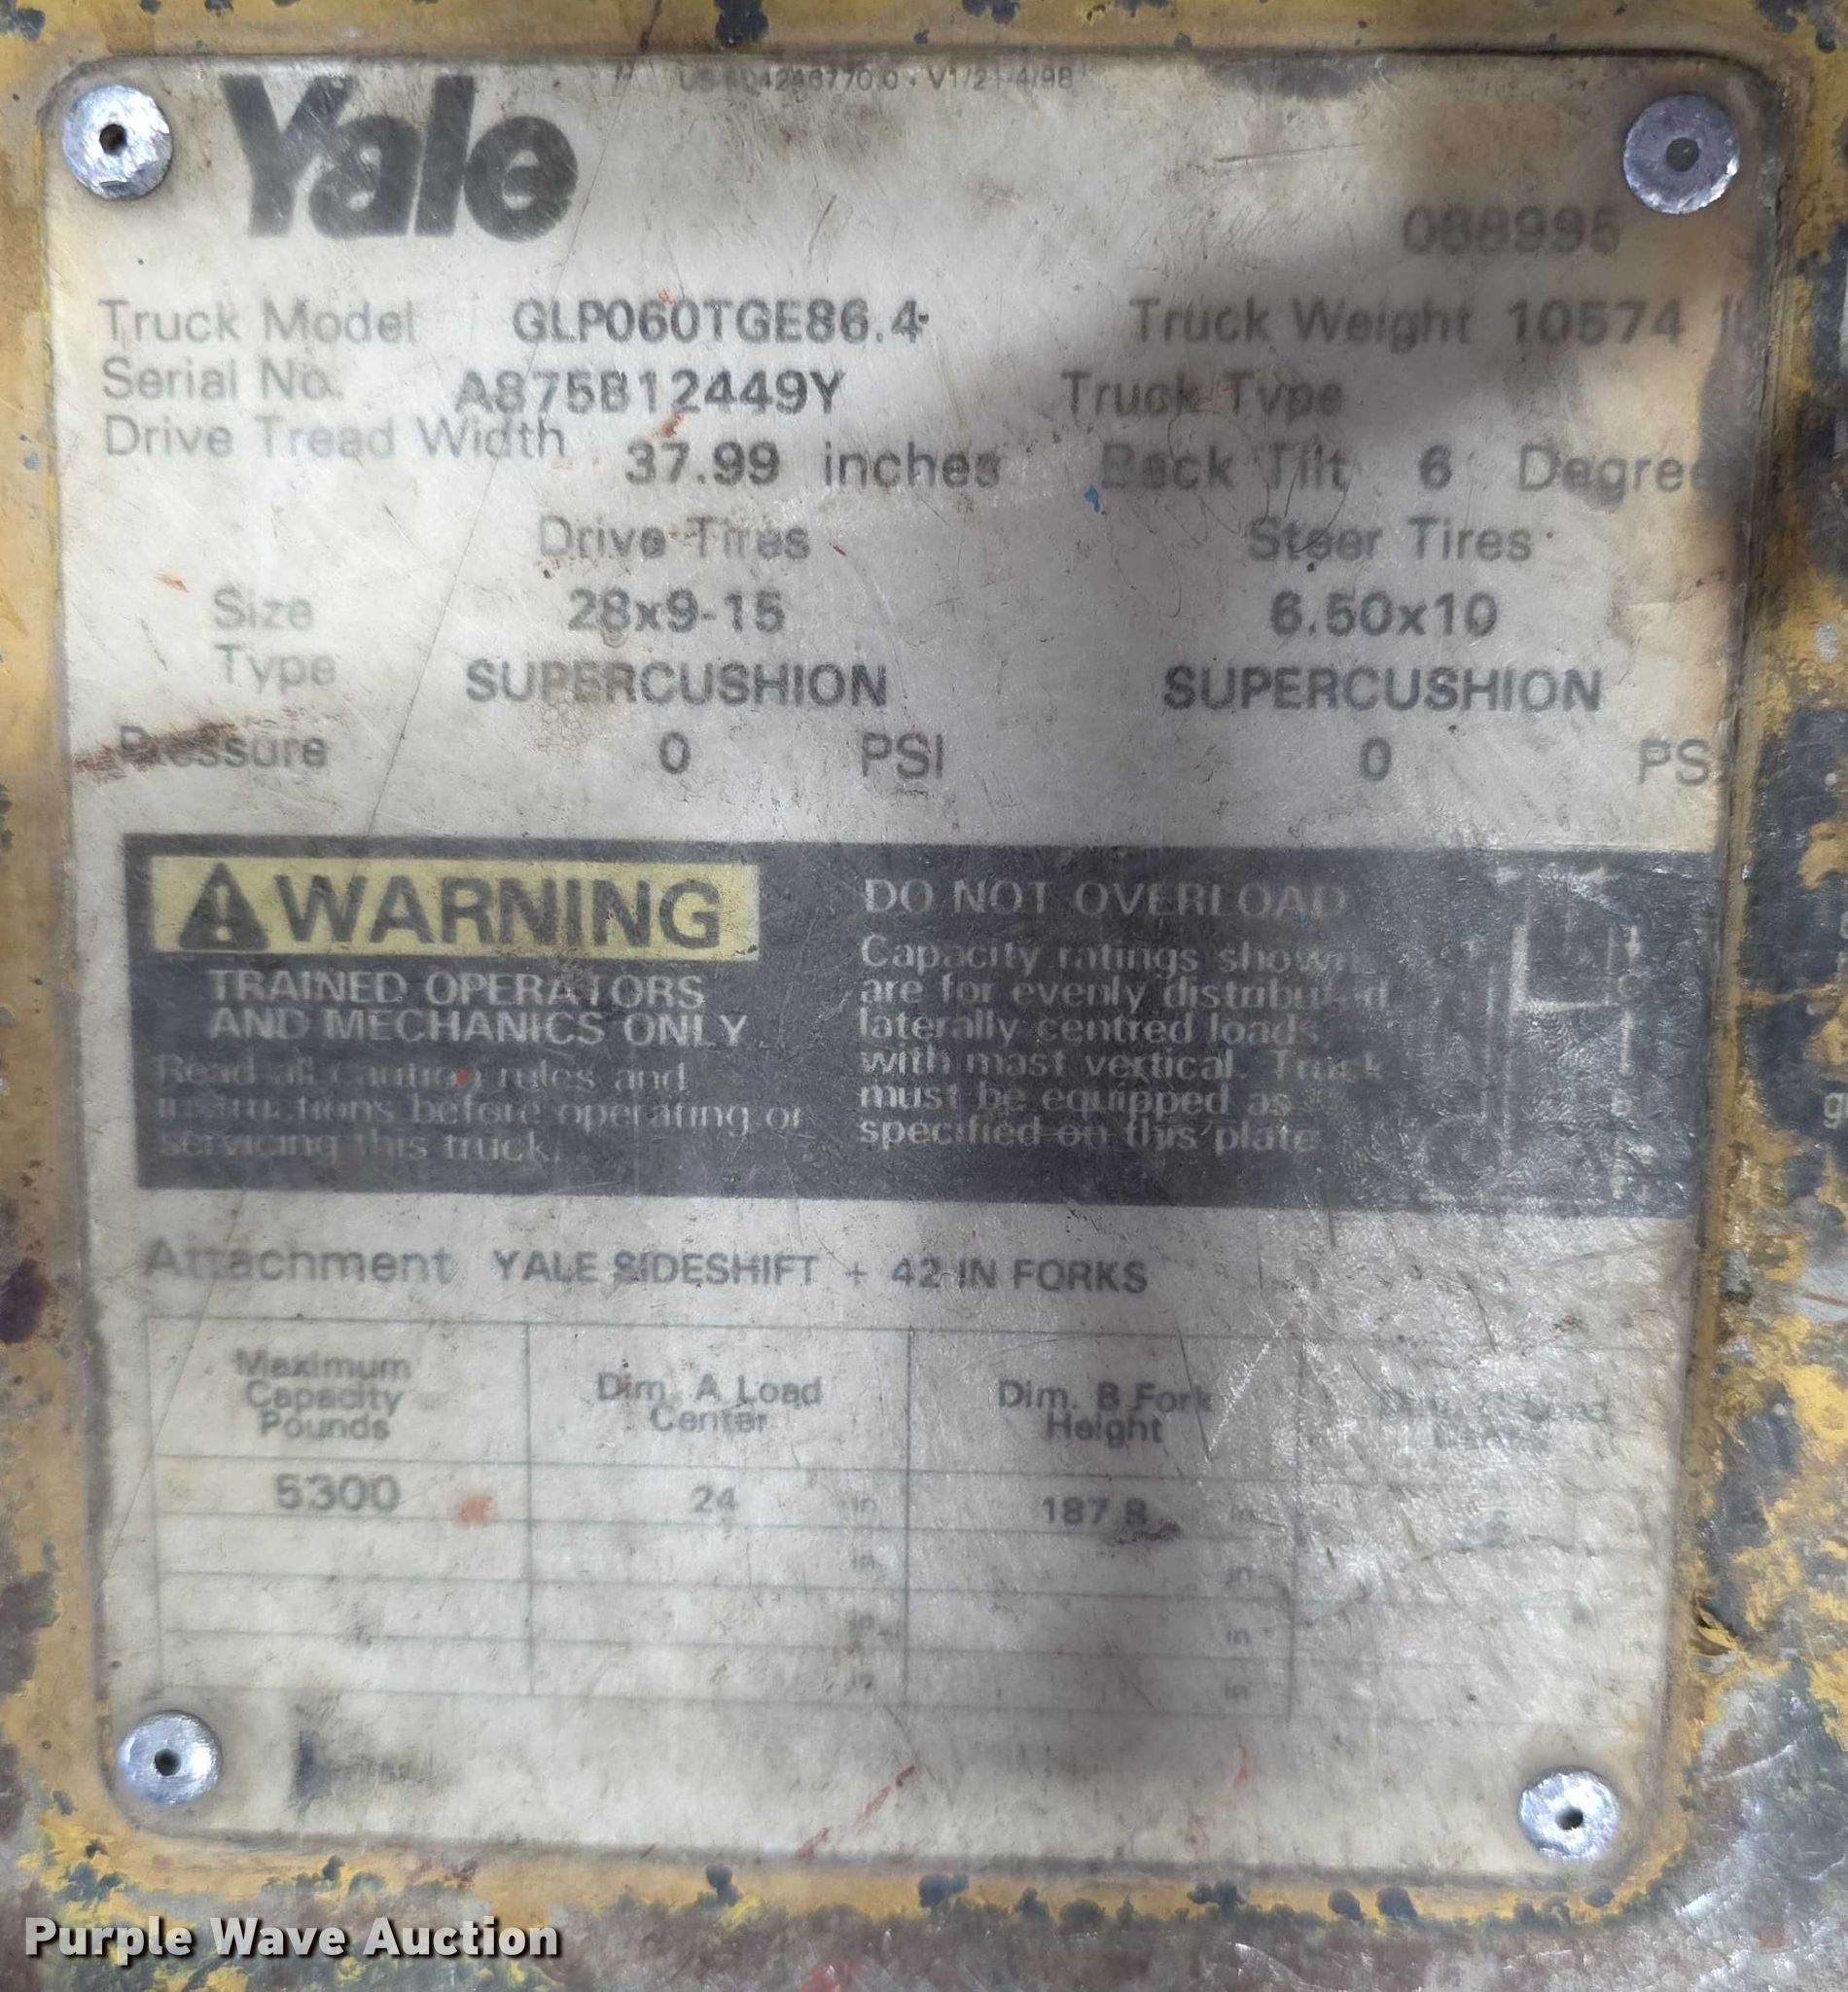 Yale
088995
Truck Model GLP060TGE86.4 Truck Weight 10574
Serial No. A875B12449Y Truck Type
Drive Tread Width 37.99 inches Back Tilt 6 Degree
Drive Tires Steer Tires
Size 28x9-15 6.50x10
Type SUPERCUSHION SUPERCUSHION
Pressure 0 PSI 0 PS
WARNING
TRAINED OPERATORS
AND MECHANICS ONLY
Read all caution rules and
instructions before operating or
servicing this truck.
DO NOT OVERLOAD
Capacity ratings shown
are for evenly distributed,
laterally centred loads
with mast vertical. Truck
must be equipped as
specified on this plate
Attachment YALE SIDESHIFT + 42 IN FORKS
Maximum
Capacity
Pounds
Dim. A Load
Center
Dim. B Fork
Height
5300 24 in 187.8 in
in in
in in
in in
Purple Wave Auction